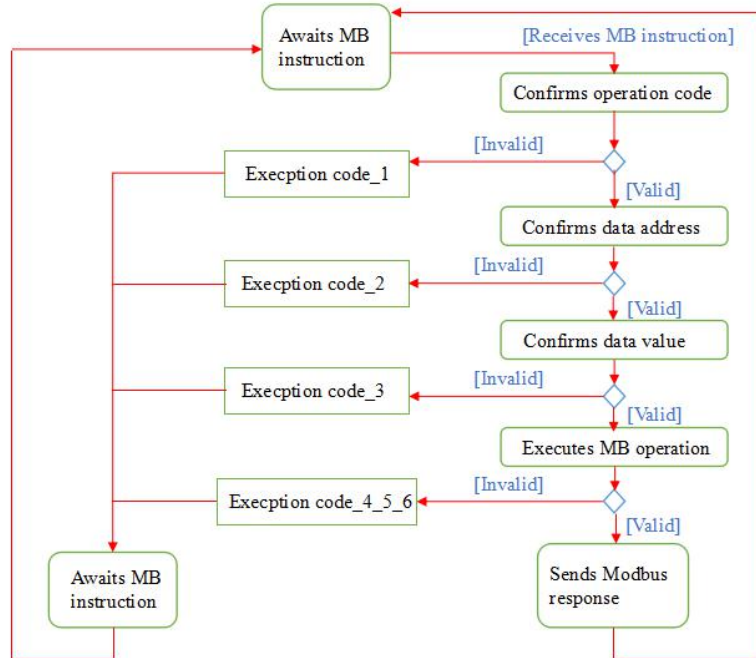 Awaits MB
instruction
[Receives MB instruction]
Confirms operation code
[Invalid]
Execption code_1
[Valid]
Confirms data address
[Invalid]
Execption code_2
[Valid]
Confirms data value
[Invalid]
Execption code_3
[Valid]
Executes MB operation
[Invalid]
Execption code_4_5_6
[Valid]
Awaits MB
instruction
Sends Modbus
response